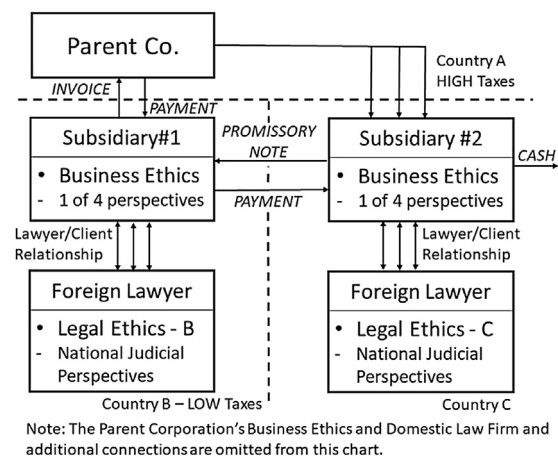 Parent Co.
Country A
HIGH Taxes
INVOICE
PAYMENT
Subsidiary#1
• Business Ethics
- 1 of 4 perspectives
PROMISSORY
NOTE
PAYMENT
Subsidiary #2
• Business Ethics
- 1 of 4 perspectives
CASH
Lawyer/Client
Relationship
Lawyer/Client
Relationship
Foreign Lawyer
• Legal Ethics - B
- National Judicial
Perspectives
Foreign Lawyer
• Legal Ethics - C
- National Judicial
Perspectives
Country B – LOW Taxes
Country C
Note: The Parent Corporation's Business Ethics and Domestic Law Firm and
additional connections are omitted from this chart.